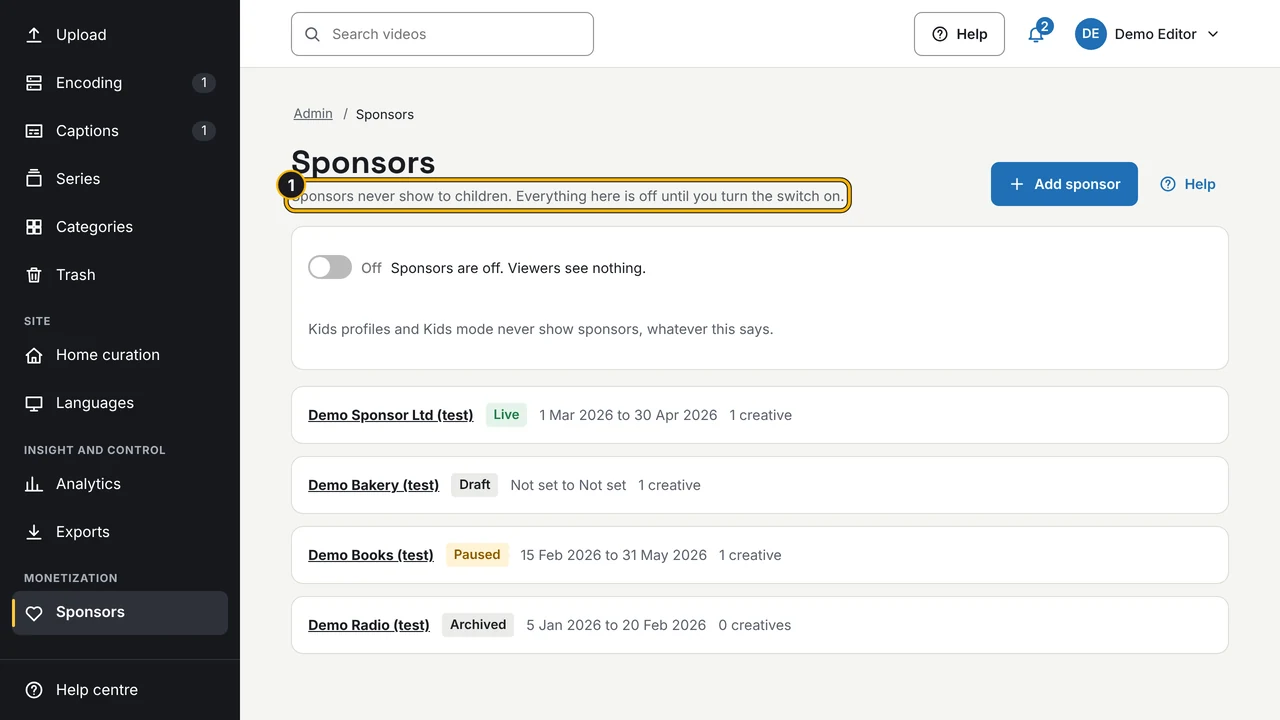 Upload
Encoding 1
Captions 1
Series
Categories
Trash
SITE
Home curation
Languages
INSIGHT AND CONTROL
Analytics
Exports
MONETIZATION
Sponsors
Help centre
Search videos
Help
2
DE Demo Editor
Admin / Sponsors
Sponsors
1
Sponsors never show to children. Everything here is off until you turn the switch on.
Add sponsor
Help
Off Sponsors are off. Viewers see nothing.
Kids profiles and Kids mode never show sponsors, whatever this says.
Demo Sponsor Ltd (test) Live 1 Mar 2026 to 30 Apr 2026 1 creative
Demo Bakery (test) Draft Not set to Not set 1 creative
Demo Books (test) Paused 15 Feb 2026 to 31 May 2026 1 creative
Demo Radio (test) Archived 5 Jan 2026 to 20 Feb 2026 0 creatives